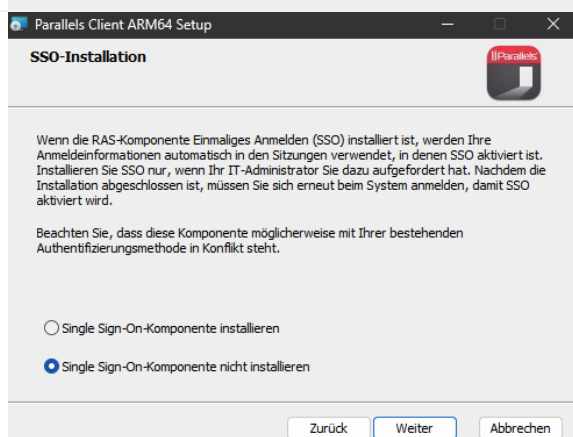 Parallels Client ARM64 Setup
SSO-Installation
Parallels
Wenn die RAS-Komponente Einmaliges Anmelden (SSO) installiert ist, werden Ihre
Anmeldeinformationen automatisch in den Sitzungen verwendet, in denen SSO aktiviert ist.
Installieren Sie SSO nur, wenn Ihr IT-Administrator Sie dazu aufgefordert hat. Nachdem die
Installation abgeschlossen ist, müssen Sie sich erneut beim System anmelden, damit SSO
aktiviert wird.
Beachten Sie, dass diese Komponente möglicherweise mit Ihrer bestehenden
Authentifizierungsmethode in Konflikt steht.
Single Sign-On-Komponente installieren
Single Sign-On-Komponente nicht installieren
Zurück Weiter Abbrechen